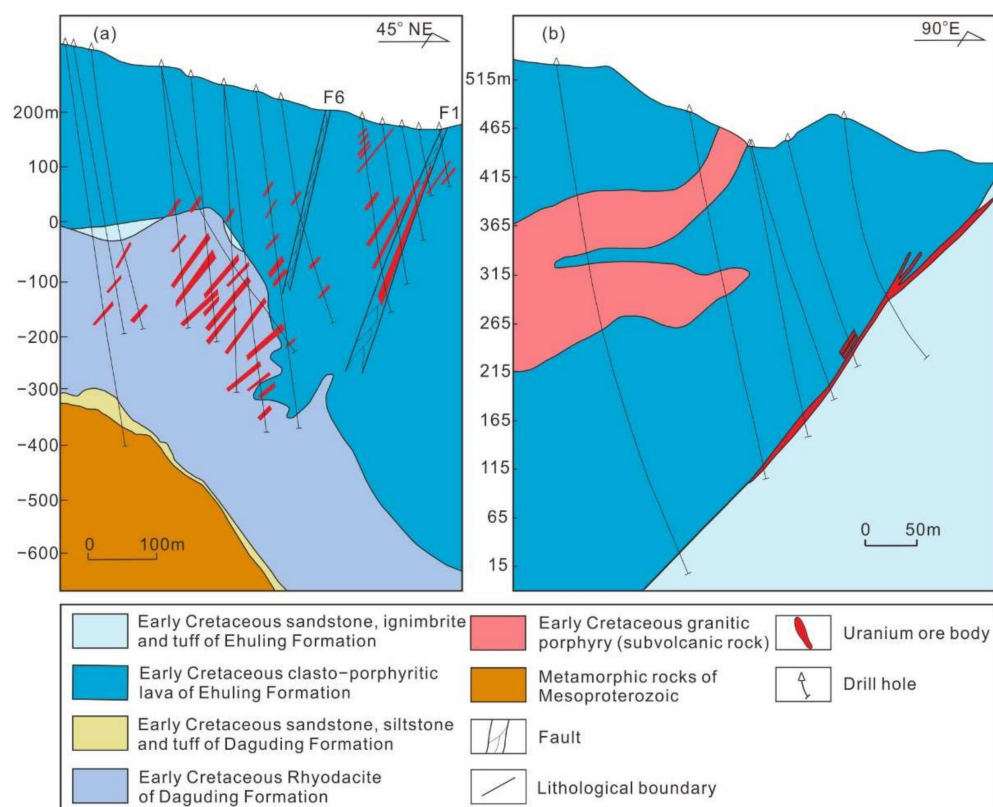 (a)
45° NE
F6
F1
200m
100
0
−100
−200
−300
−400
−500
−600
0 100m
(b)
90°E
515m
465
415
365
315
265
215
165
115
65
15
0 50m
Early Cretaceous sandstone, ignimbrite
and tuff of Ehuling Formation
Early Cretaceous clasto−porphyritic
lava of Ehuling Formation
Early Cretaceous sandstone, siltstone
and tuff of Daguding Formation
Early Cretaceous Rhyodacite
of Daguding Formation
Early Cretaceous granitic
porphyry (subvolcanic rock)
Metamorphic rocks of
Mesoproterozoic
Fault
Lithological boundary
Uranium ore body
Drill hole